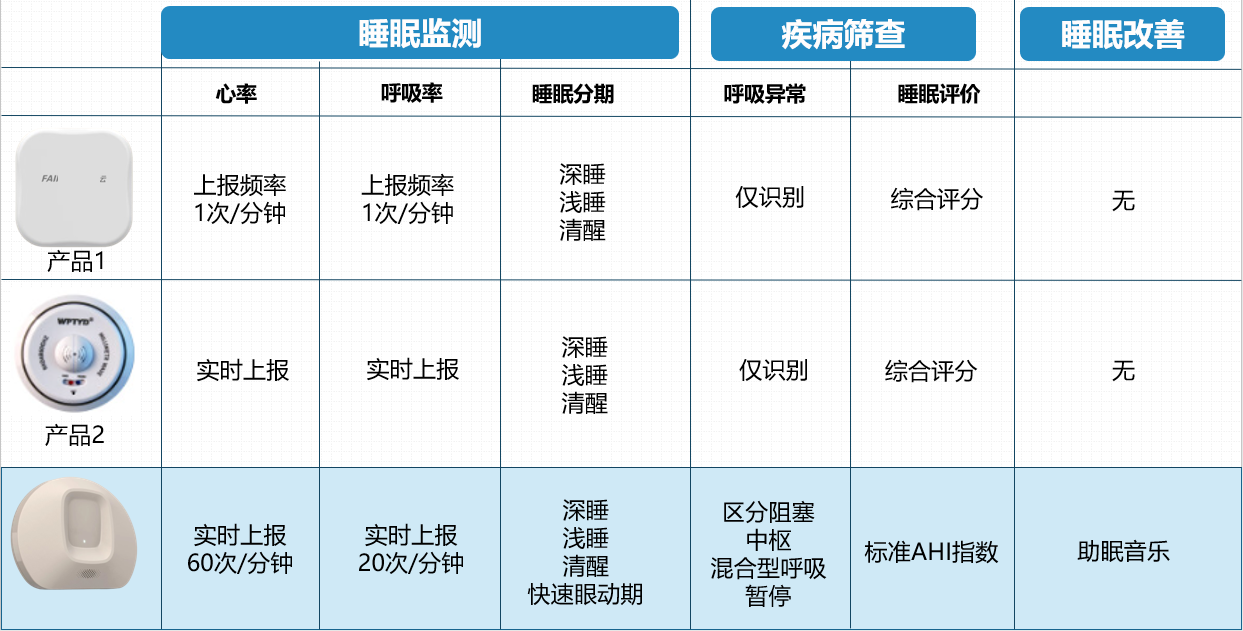 睡眠监测
疾病筛查
睡眠改善
心率
呼吸率
睡眠分期
呼吸异常
睡眠评价
FAII
云
产品1
上报频率
1次/分钟
上报频率
1次/分钟
深睡
浅睡
清醒
仅识别
综合评分
无
WPTYD
产品2
实时上报
实时上报
深睡
浅睡
清醒
仅识别
综合评分
无
实时上报
60次/分钟
实时上报
20次/分钟
深睡
浅睡
清醒
快速眼动期
区分阻塞
中枢
混合型呼吸
暂停
标准AHI指数
助眠音乐